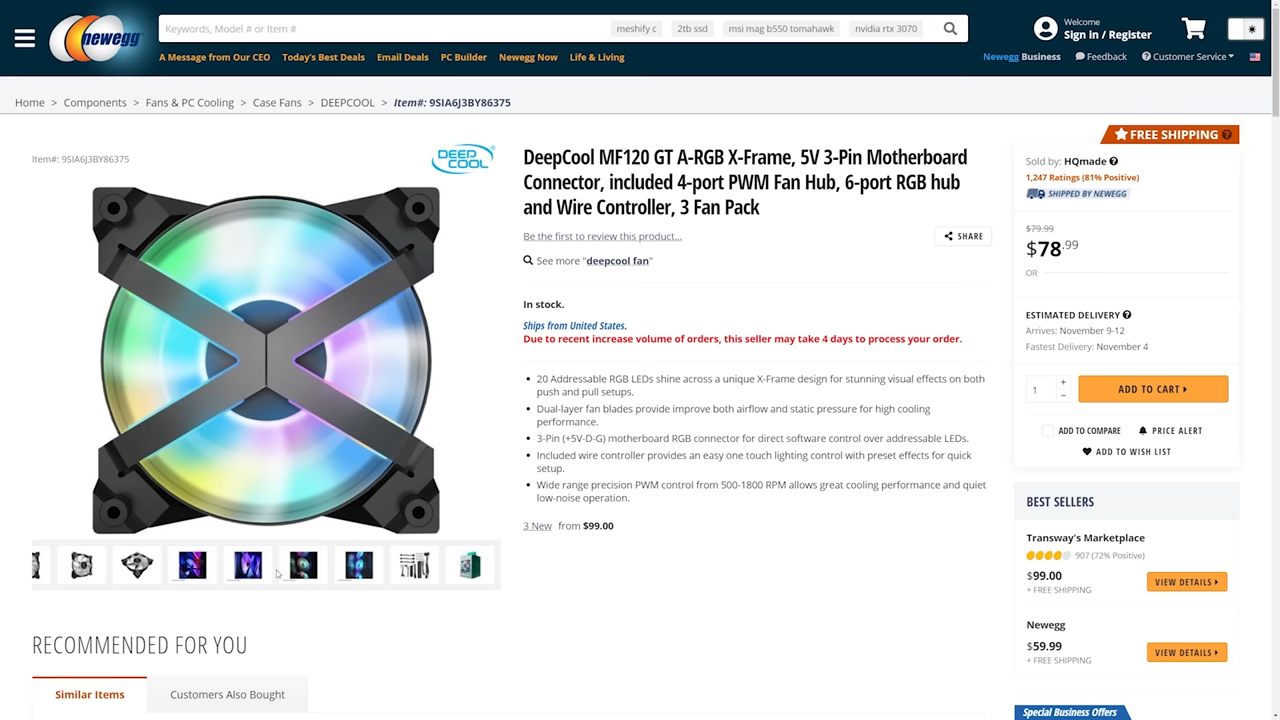 newegg
Keywords, Model # or Item #
meshify c
2tb ssd
msi mag b550 tomahawk
nvidia rtx 3070
Welcome
Sign in / Register
A Message from Our CEO
Today's Best Deals
Email Deals
PC Builder
Newegg Now
Life & Living
Newegg Business
Feedback
Customer Service
Home > Components > Fans & PC Cooling > Case Fans > DEEPCOOL > Item#: 9SIA6J3BY86375
Item#: 9SIA6J3BY86375
DEEPCOOL
DeepCool MF120 GT A-RGB X-Frame, 5V 3-Pin Motherboard
Connector, included 4-port PWM Fan Hub, 6-port RGB hub
and Wire Controller, 3 Fan Pack
Be the first to review this product...
SHARE
See more "deepcool fan"
In stock.
Ships from United States.
Due to recent increase volume of orders, this seller may take 4 days to process your order.
20 Addressable RGB LEDs shine across a unique X-Frame design for stunning visual effects on both
push and pull setups.
Dual-layer fan blades provide improve both airflow and static pressure for high cooling
performance.
3-Pin (+5V-D-G) motherboard RGB connector for direct software control over addressable LEDs.
Included wire controller provides an easy one touch lighting control with preset effects for quick
setup.
Wide range precision PWM control from 500-1800 RPM allows great cooling performance and quiet
low-noise operation.
3 New from $99.00
FREE SHIPPING
Sold by: HQmade
1,247 Ratings (81% Positive)
SHIPPED BY NEWEGG
$79.99
$78.99
OR
ESTIMATED DELIVERY
Arrives: November 9-12
Fastest Delivery: November 4
1
+
−
ADD TO CART
ADD TO COMPARE
PRICE ALERT
ADD TO WISH LIST
BEST SELLERS
Transway's Marketplace
907 (72% Positive)
$99.00
+ FREE SHIPPING
VIEW DETAILS
Newegg
$59.99
+ FREE SHIPPING
VIEW DETAILS
Special Business Offers
RECOMMENDED FOR YOU
Similar Items
Customers Also Bought